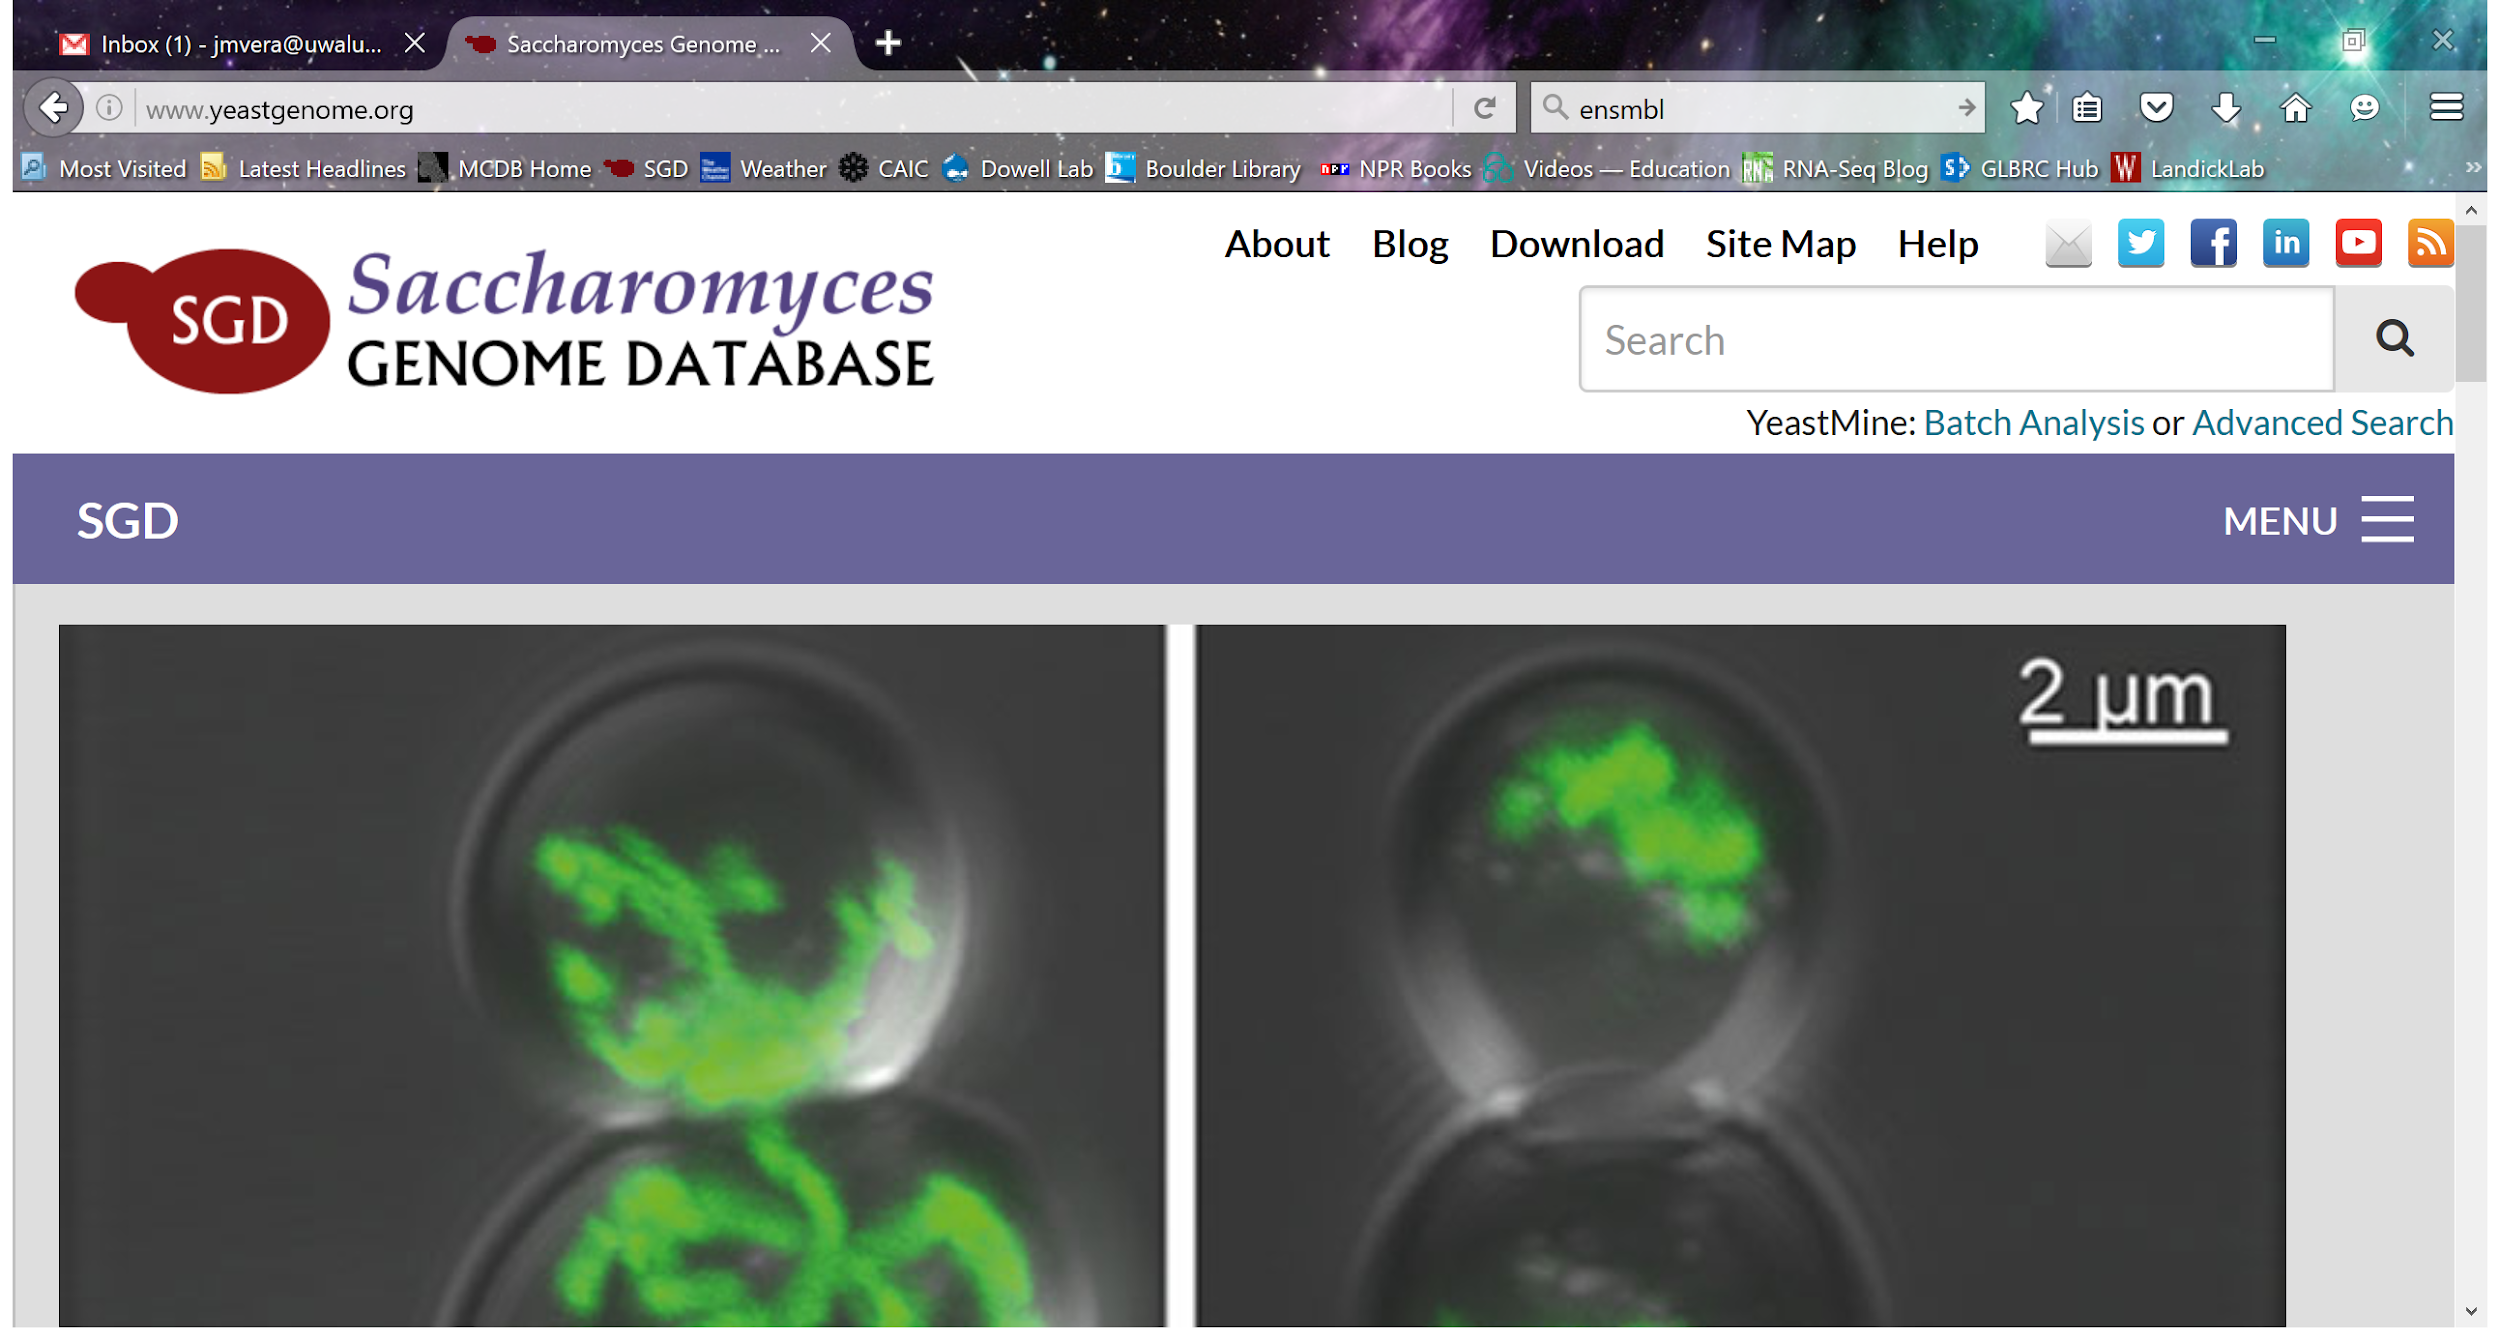 Inbox (1) - jmvera@uwalu...
Saccharomyces Genome ...
www.yeastgenome.org
ensmbl
Most Visited Latest Headlines MCDB Home SGD Weather CAIC Dowell Lab Boulder Library NPR Books Videos — Education RNA-Seq Blog GLBRC Hub LandickLab
About Blog Download Site Map Help
SGD Saccharomyces
GENOME DATABASE
Search
YeastMine: Batch Analysis or Advanced Search
SGD
MENU
2 µm